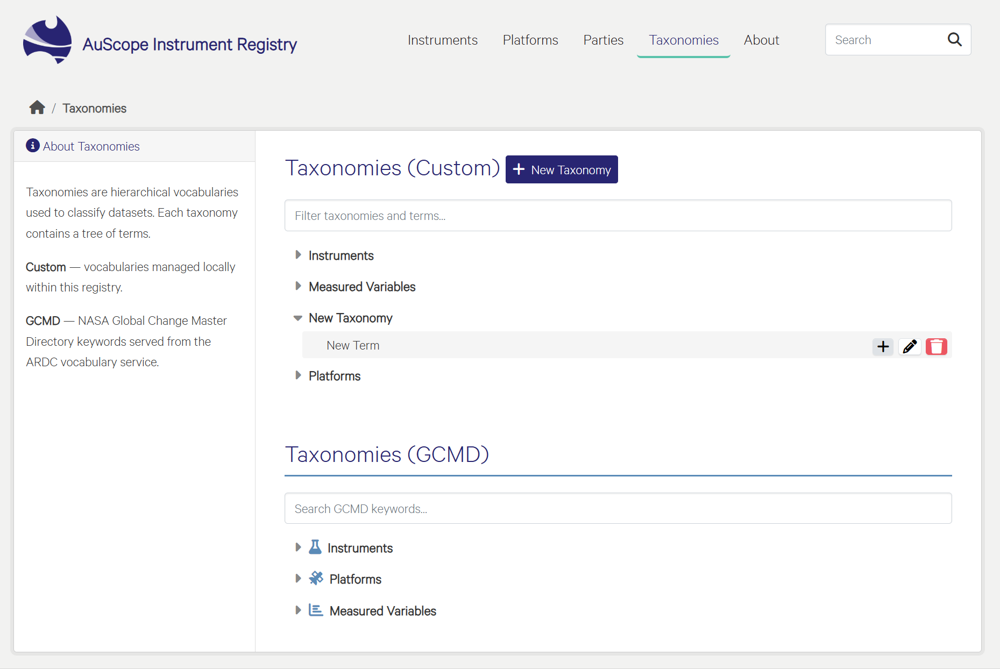 AuScope Instrument Registry
Instruments
Platforms
Parties
Taxonomies
About
Search
/ Taxonomies
About Taxonomies
Taxonomies are hierarchical vocabularies
used to classify datasets. Each taxonomy
contains a tree of terms.
Custom — vocabularies managed locally
within this registry.
GCMD — NASA Global Change Master
Directory keywords served from the
ARDC vocabulary service.
Taxonomies (Custom)
New Taxonomy
Filter taxonomies and terms...
Instruments
Measured Variables
New Taxonomy
New Term
Platforms
Taxonomies (GCMD)
Search GCMD keywords...
Instruments
Platforms
Measured Variables